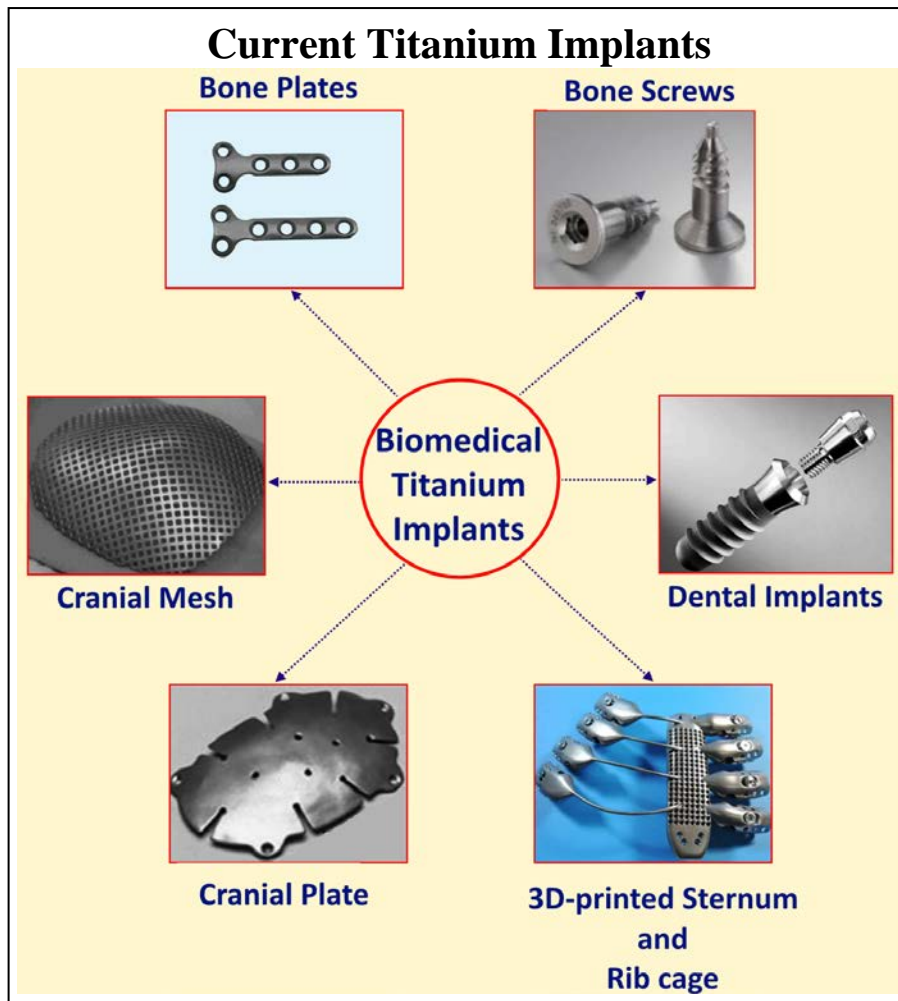 Current Titanium Implants
Bone Plates
Bone Screws
Biomedical
Titanium
Implants
Cranial Mesh
Dental Implants
Cranial Plate
3D-printed Sternum
and
Rib cage